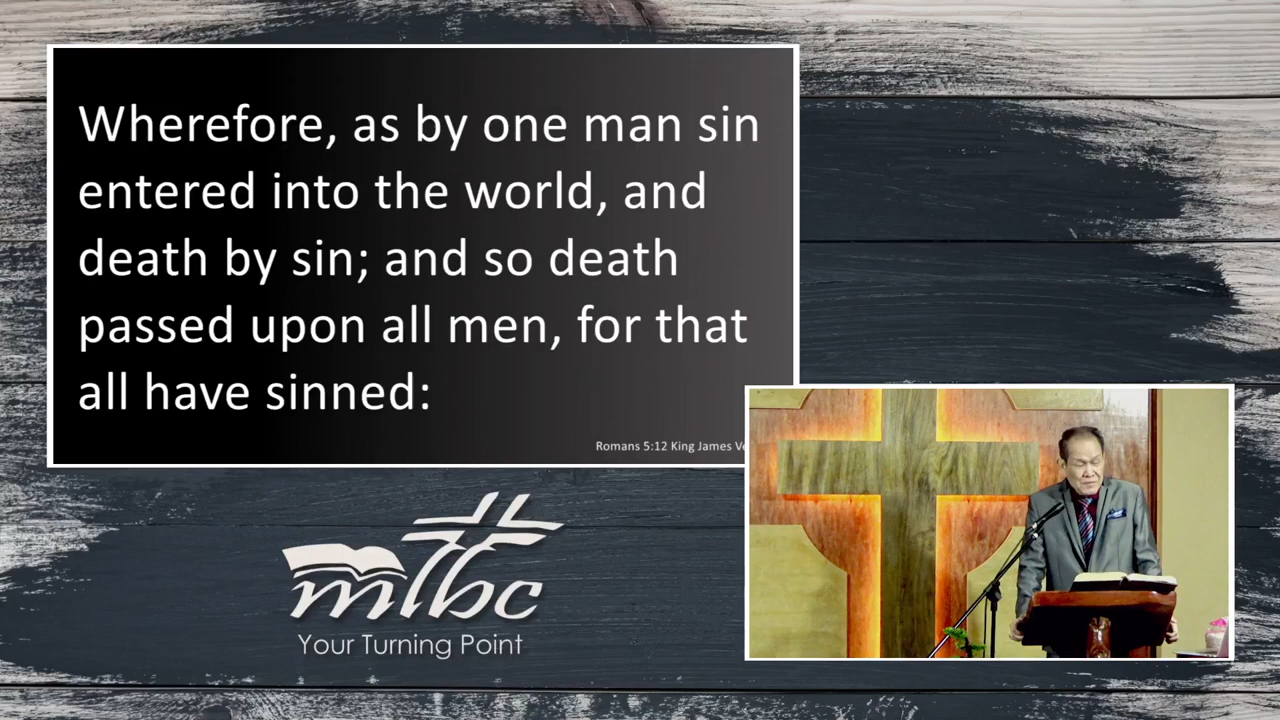 Wherefore, as by one man sin
entered into the world, and
death by sin; and so death
passed upon all men, for that
all have sinned:
Romans 5:12 King James Ve
mlbc
Your Turning Point